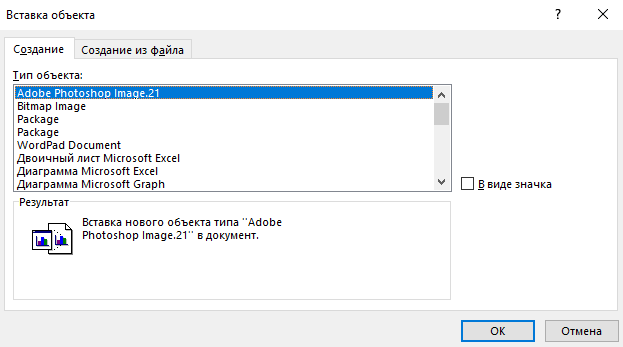 Вставка объекта
Создание
Создание из файла
Тип объекта:
Adobe Photoshop Image.21
Bitmap Image
Package
Package
WordPad Document
Двоичный лист Microsoft Excel
Диаграмма Microsoft Excel
Диаграмма Microsoft Graph
В виде значка
Результат
Вставка нового объекта типа "Adobe
Photoshop Image.21" в документ.
ОК
Отмена